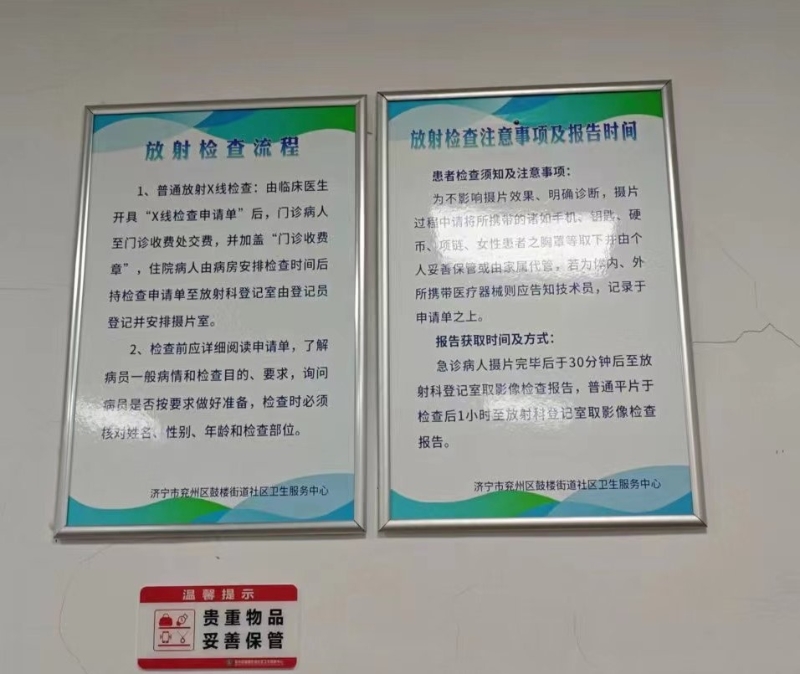 放射检查流程
1、普通放射X线检查：由临床医生
开具“X线检查申请单”后，门诊病人
至门诊收费处交费，并加盖“门诊收费
章”，住院病人由病房安排检查时间后
持检查申请单至放射科登记室由登记员
登记并安排摄片室。
2、检查前应详细阅读申请单，了解
病员一般病情和检查目的、要求，询问
病员是否按要求做好准备，检查时必须
核对姓名、性别、年龄和检查部位。
济宁市兖州区鼓楼街道社区卫生服务中心
放射检查注意事项及报告时间
患者检查须知及注意事项：
为不影响摄片效果、明确诊断，摄片
过程中请将所携带的诸如手机、钥匙、硬
币、项链、女性患者之胸罩等取下并由个
人妥善保管或由家属代管，若为体内、外
所携带医疗器械则应告知技术员，记录于
申请单之上。
报告获取时间及方式：
急诊病人摄片完毕后于30分钟后至放
射科登记室取影像检查报告，普通平片于
检查后1小时至放射科登记室取影像检查
报告。
济宁市兖州区鼓楼街道社区卫生服务中心
温馨提示
贵重物品
妥善保管